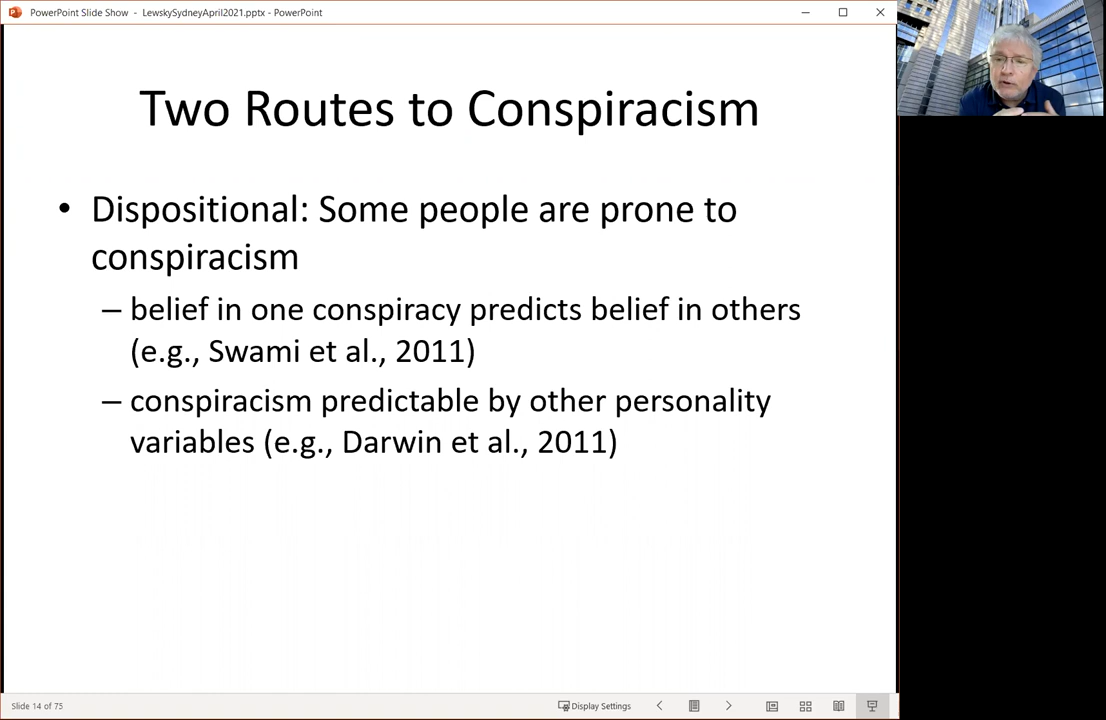 PowerPoint Slide Show - LewskySydneyApril2021.pptx - PowerPoint
Two Routes to Conspiracism
• Dispositional: Some people are prone to
conspiracism
– belief in one conspiracy predicts belief in others
(e.g., Swami et al., 2011)
– conspiracism predictable by other personality
variables (e.g., Darwin et al., 2011)
Slide 14 of 75
Display Settings